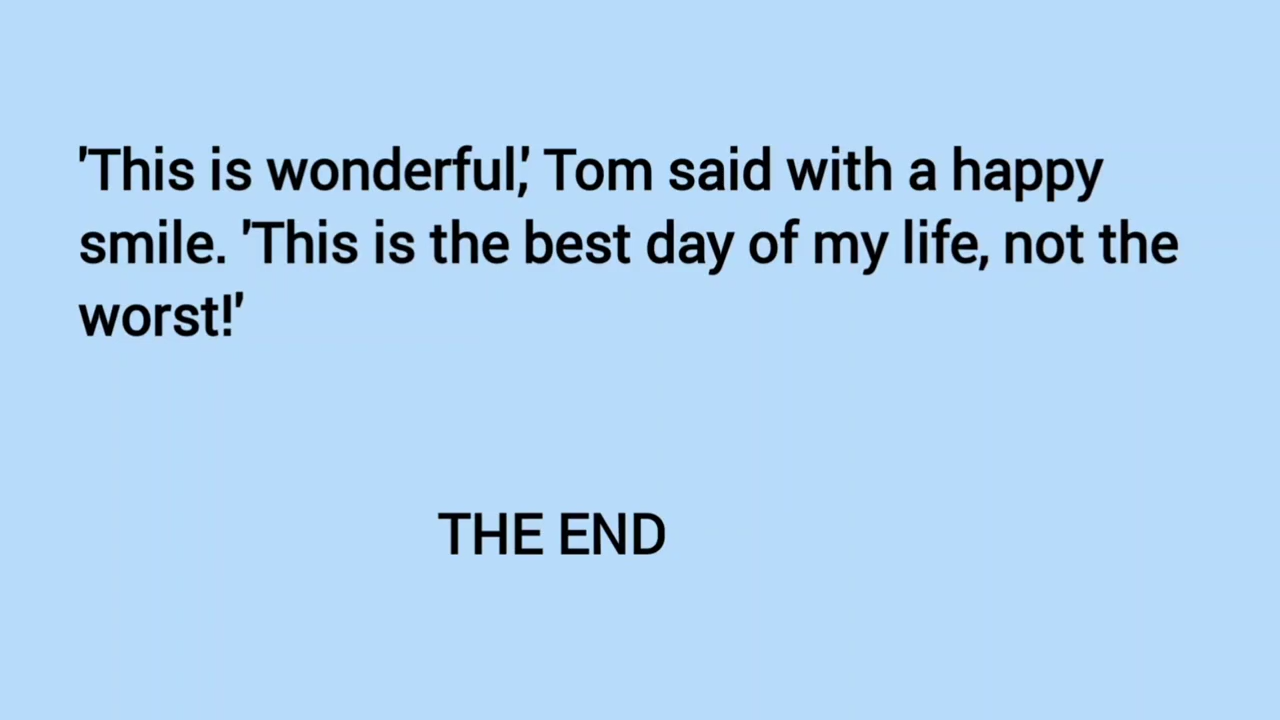 'This is wonderful,' Tom said with a happy
smile. 'This is the best day of my life, not the
worst!'
THE END